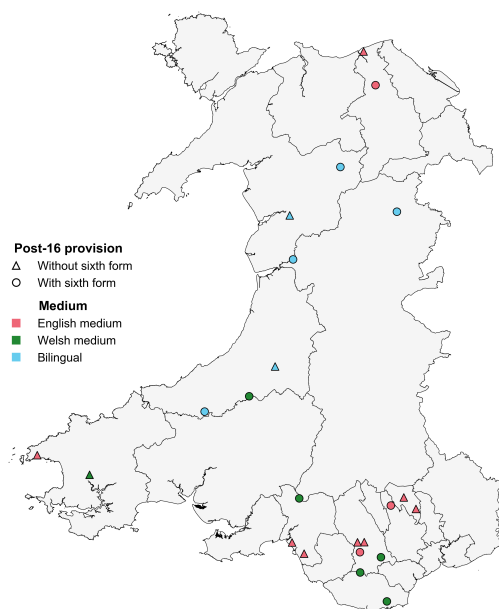 Post-16 provision
Without sixth form
With sixth form
Medium
English medium
Welsh medium
Bilingual